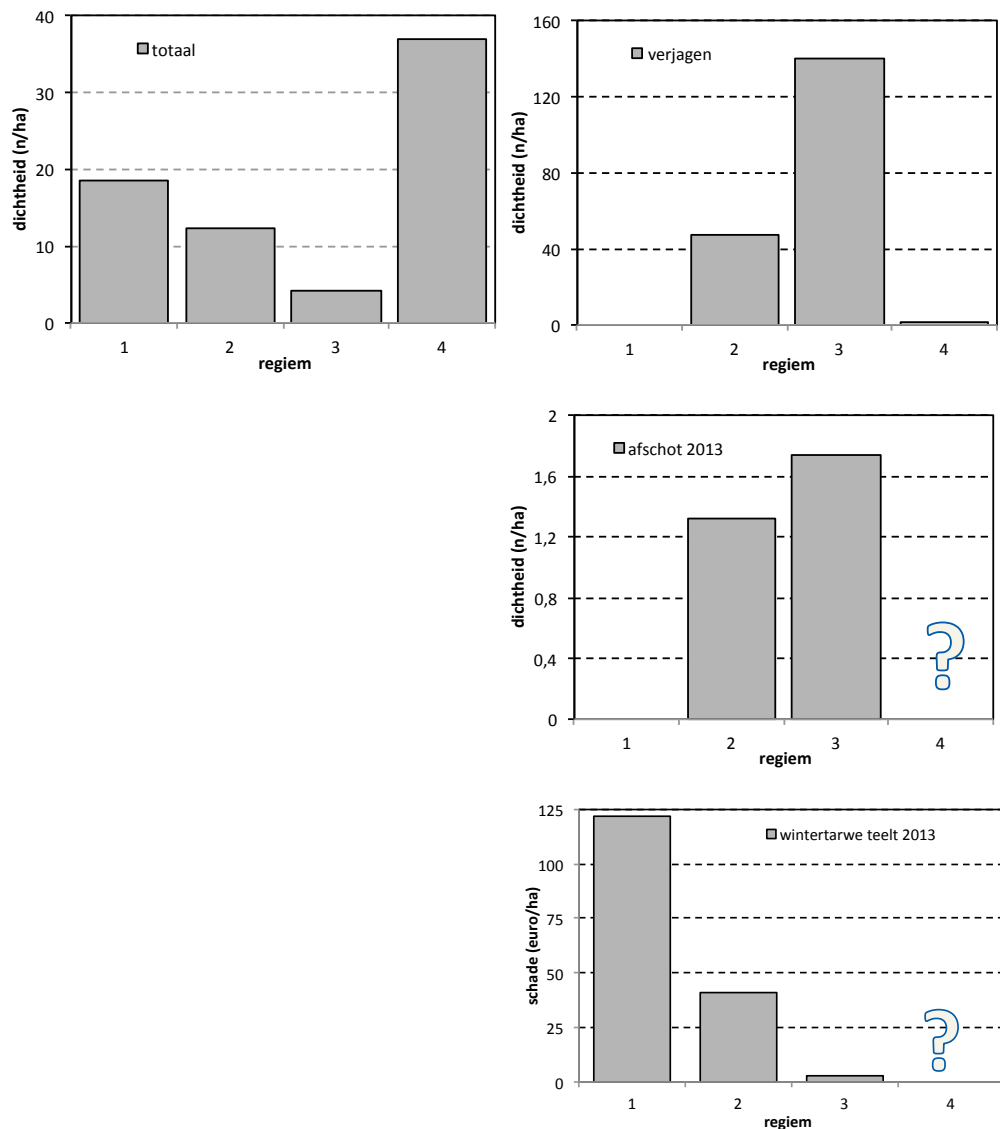 totaal
dichtheid (n/ha)
40
30
20
10
0
1 2 3 4
regiem
verjagen
dichtheid (n/ha)
160
120
80
40
0
1 2 3 4
regiem
afschot 2013
dichtheid (n/ha)
2
1,6
1,2
0,8
0,4
0
?
1 2 3 4
regiem
wintertarwe teelt 2013
schade (euro/ha)
125
100
75
50
25
0
?
1 2 3 4
regiem